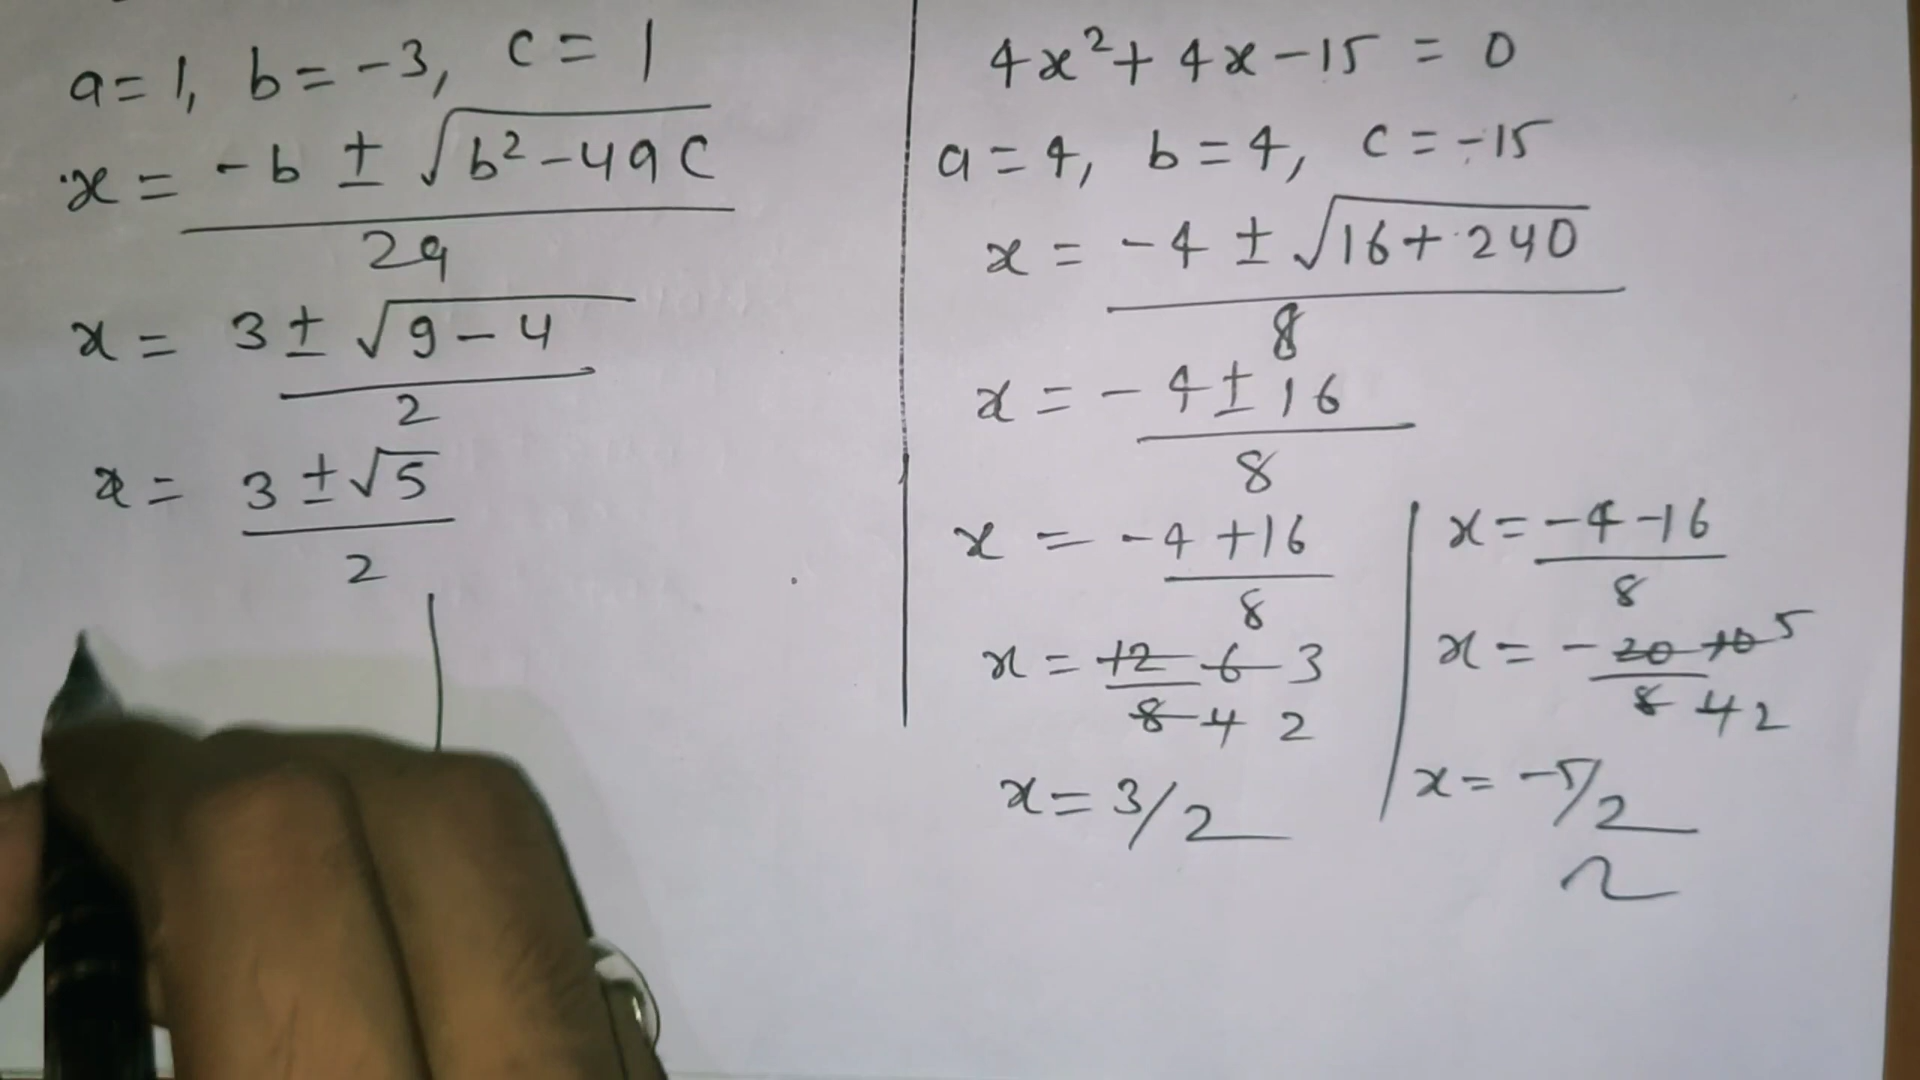 a=1, b=-3, c=1
x = -b ± √b²-4ac
2a
x = 3 ± √9-4
2
x = 3 ± √5
2
4x² + 4x - 15 = 0
a=4, b=4, c=-15
x = -4 ± √16+240
8
x = -4 ± 16
8
x = -4 + 16
8
x = 12 6 3
8 4 2
x = 3/2
x = -4-16
8
x = -20 10 5
8 4 2
x = -5/2